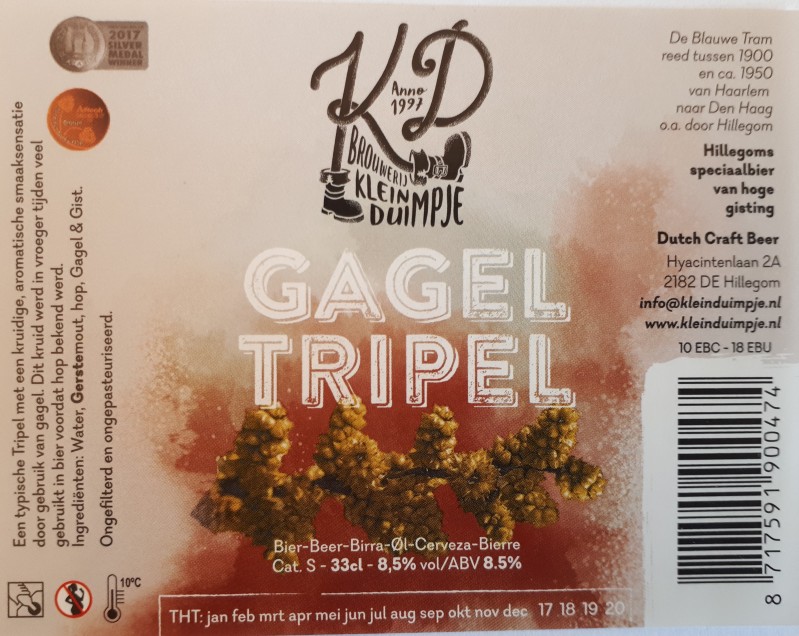 Een typische Tripel met een kruidige, aromatische smaaksensatie
door gebruik van gagel. Dit kruid werd in vroeger tijden veel
gebruikt in bier voordat hop bekend werd.
Ingrediënten: Water, Gerstemout, hop, Gagel & Gist.
Ongefilterd en ongepasteuriseerd.
2017
SILVER
MEDAL
WINNER
KD
Anno
1997
BROUWERIJ
KLEIN
DUIMPJE
GAGEL
TRIPEL
Bier-Beer-Birra-Øl-Cerveza-Bierre
Cat. S - 33cl - 8,5% vol/ABV 8.5%
10°C
THT: jan feb mrt apr mei jun jul aug sep okt nov dec 17 18 19 20
De Blauwe Tram
reed tussen 1900
en ca. 1950
van Haarlem
naar Den Haag
o.a. door Hillegom
Hillegoms
speciaalbier
van hoge
gisting
Dutch Craft Beer
Hyacintenlaan 2A
2182 DE Hillegom
info@kleinduimpje.nl
www.kleinduimpje.nl
10 EBC - 18 EBU
8 717591 900474